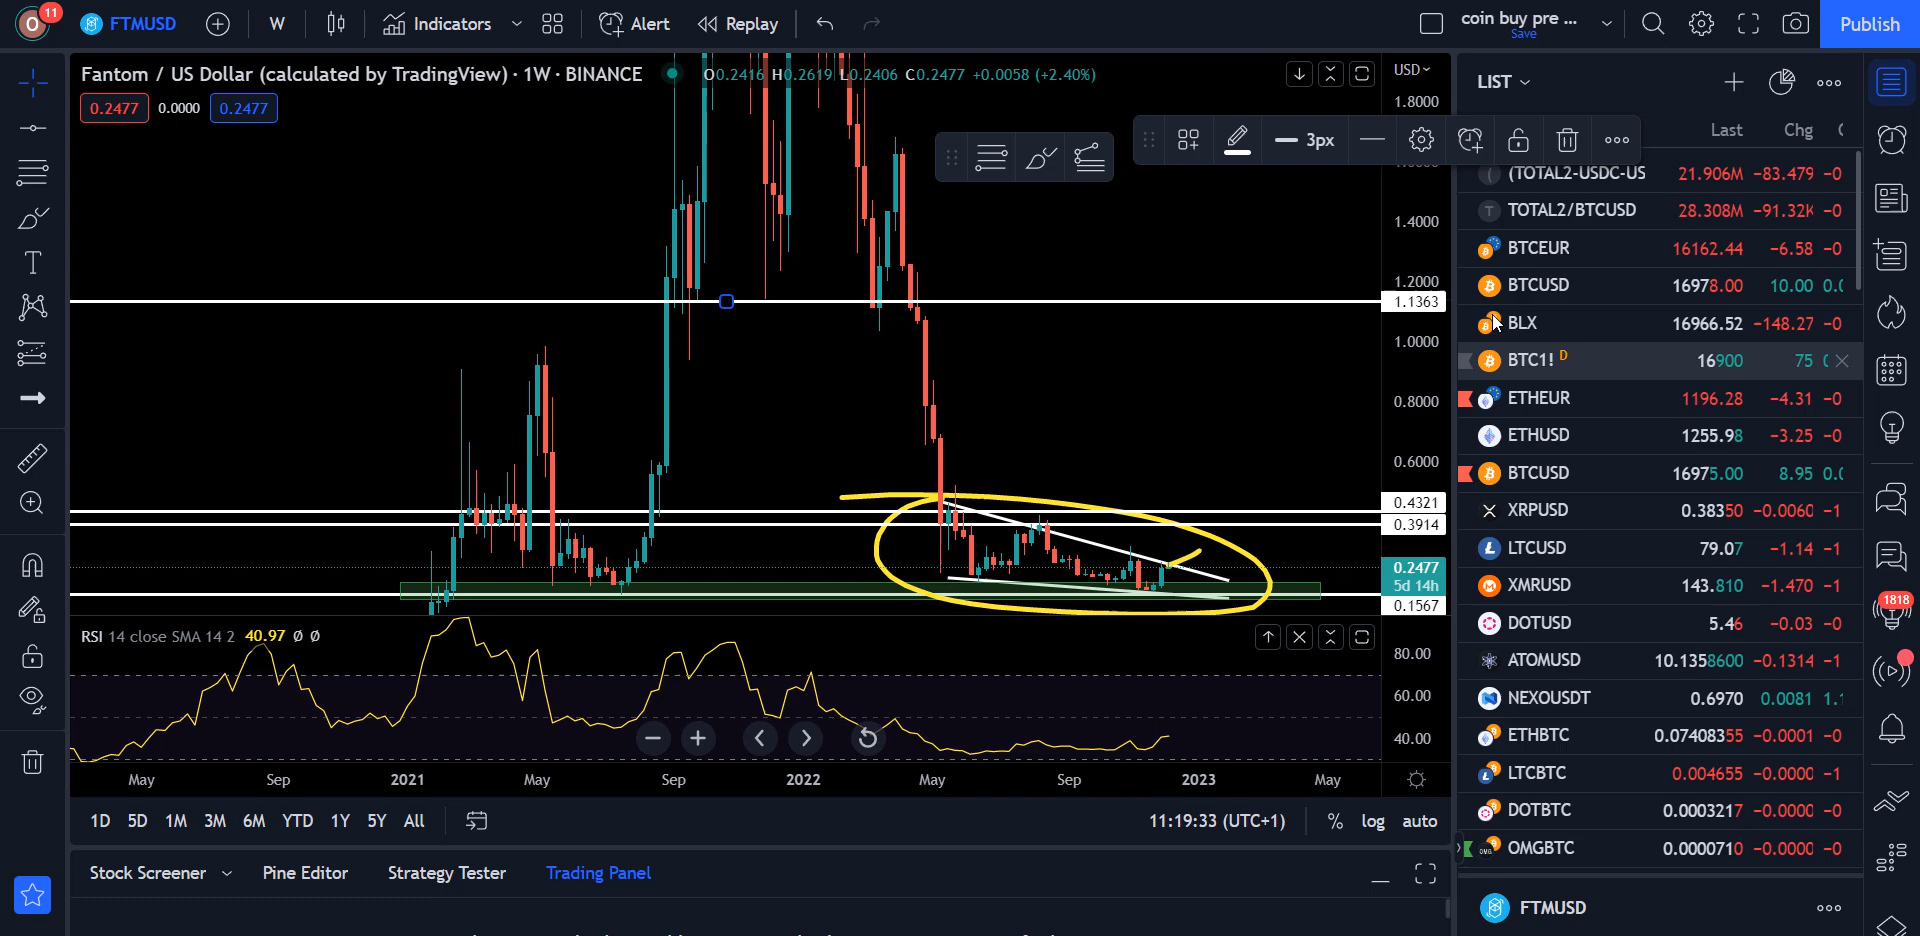 O 11 FTMUSD W Indicators Alert Replay coin buy pre ... Save Publish
Fantom / US Dollar (calculated by TradingView) · 1W · BINANCE O0.2416 H0.2619 L0.2406 C0.2477 +0.0058 (+2.40%) USD
0.2477 0.0000 0.2477
1.8000
1.4000
1.2000
1.1363
1.0000
0.8000
0.6000
0.4321
0.3914
0.2477
5d 14h
0.1567
3px
RSI 14 close SMA 14 2 40.97 Ø Ø
80.00
60.00
40.00
May Sep 2021 May Sep 2022 May Sep 2023 May
1D 5D 1M 3M 6M YTD 1Y 5Y All 11:19:33 (UTC+1) % log auto
Stock Screener Pine Editor Strategy Tester Trading Panel
LIST
Last Chg
(TOTAL2-USDC-US 21.906M −83.479 −0
TOTAL2/BTCUSD 28.308M −91.32K −0
BTCEUR 16162.44 −6.58 −0
BTCUSD 16978.00 10.00 0.0
BLX 16966.52 −148.27 −0
BTC1! D 16900 75
ETHEUR 1196.28 −4.31 −0
ETHUSD 1255.98 −3.25 −0
BTCUSD 16975.00 8.95 0.0
XRPUSD 0.38350 −0.0060 −1
LTCUSD 79.07 −1.14 −1
XMRUSD 143.810 −1.470 −1
DOTUSD 5.46 −0.03 −0
ATOMUSD 10.1358600 −0.1314 −1
NEXOUSDT 0.6970 0.0081 1.1
ETHBTC 0.07408355 −0.0001 −0
LTCBTC 0.004655 −0.0000 −1
DOTBTC 0.0003217 −0.0000 −0
OMGBTC 0.0000710 −0.0000 −0
FTMUSD
1818